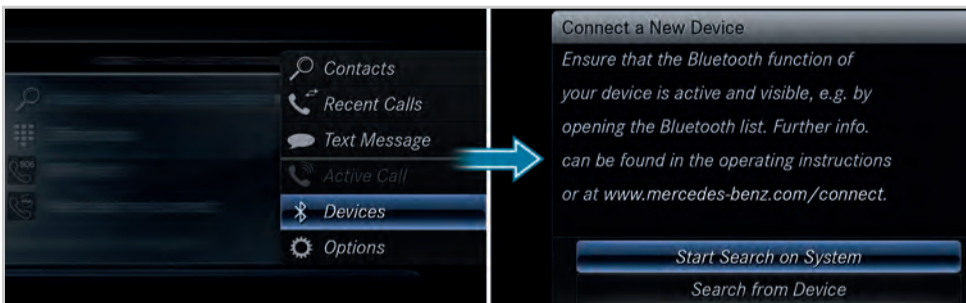 Contacts
Recent Calls
Text Message
Active Call
Devices
Options
Connect a New Device
Ensure that the Bluetooth function of
your device is active and visible, e.g. by
opening the Bluetooth list. Further info.
can be found in the operating instructions
or at www.mercedes-benz.com/connect.
Start Search on System
Search from Device